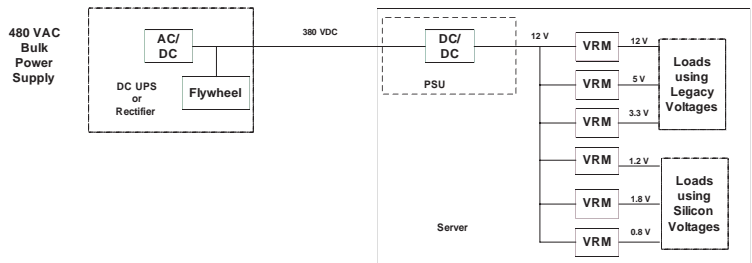 480 VAC
Bulk
Power
Supply
AC/
DC
DC UPS
or
Rectifier
Flywheel
380 VDC
DC/
DC
PSU
12 V
VRM
VRM
VRM
VRM
VRM
VRM
12 V
5 V
3.3 V
1.2 V
1.8 V
0.8 V
Loads
using
Legacy
Voltages
Loads
using
Silicon
Voltages
Server